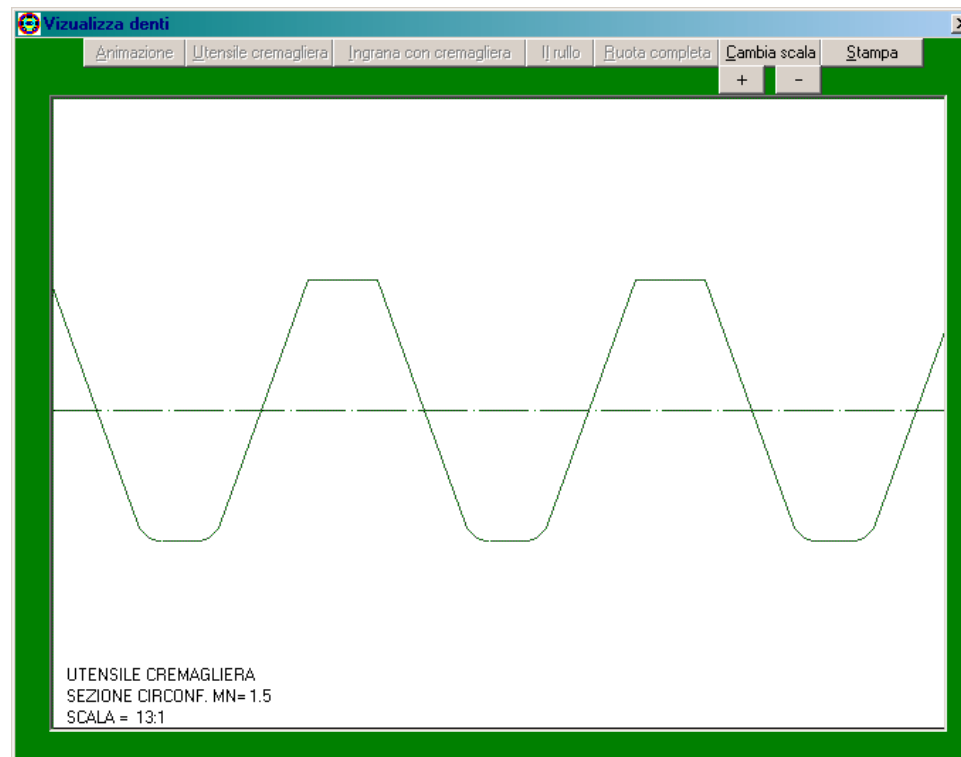 Vizualizza denti
Animazione Utensile cremagliera Ingrana con cremagliera Il rullo Ruota completa Cambia scala Stampa
+ -
UTENSILE CREMAGLIERA
SEZIONE CIRCONF. MN= 1.5
SCALA = 13:1